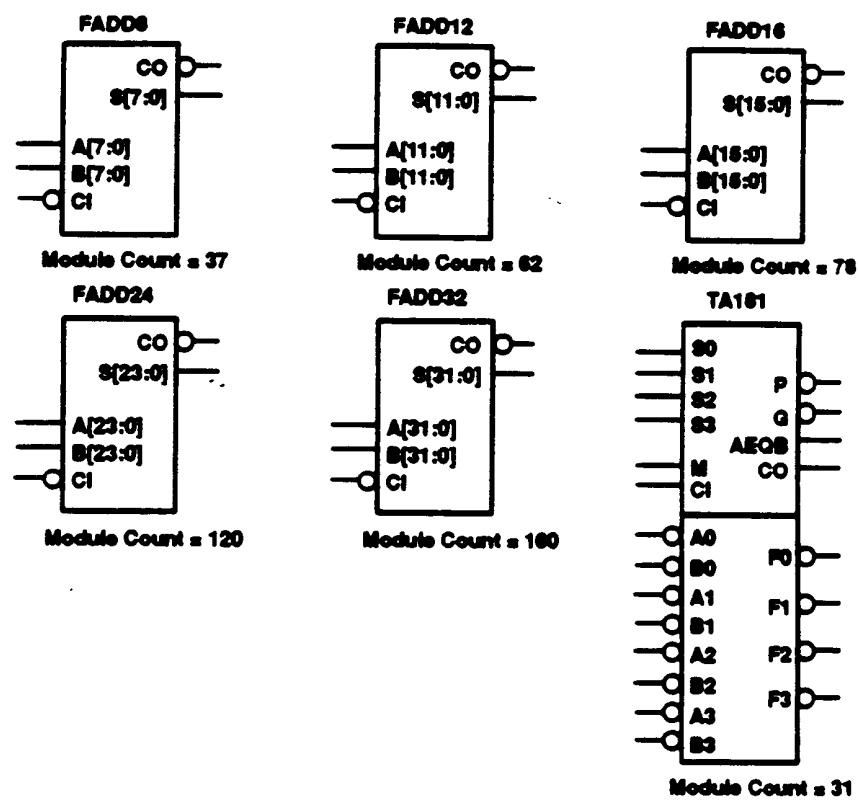 FADD8
CO
S[7:0]
A[7:0]
B[7:0]
CI
Module Count = 37
FADD12
CO
S[11:0]
A[11:0]
B[11:0]
CI
Module Count = 62
FADD16
CO
S[15:0]
A[15:0]
B[15:0]
CI
Module Count = 78
FADD24
CO
S[23:0]
A[23:0]
B[23:0]
CI
Module Count = 120
FADD32
CO
S[31:0]
A[31:0]
B[31:0]
CI
Module Count = 160
TA181
S0
S1
S2
S3
M
CI
P
G
AEQB
CO
A0
B0
A1
B1
A2
B2
A3
B3
F0
F1
F2
F3
Module Count = 31